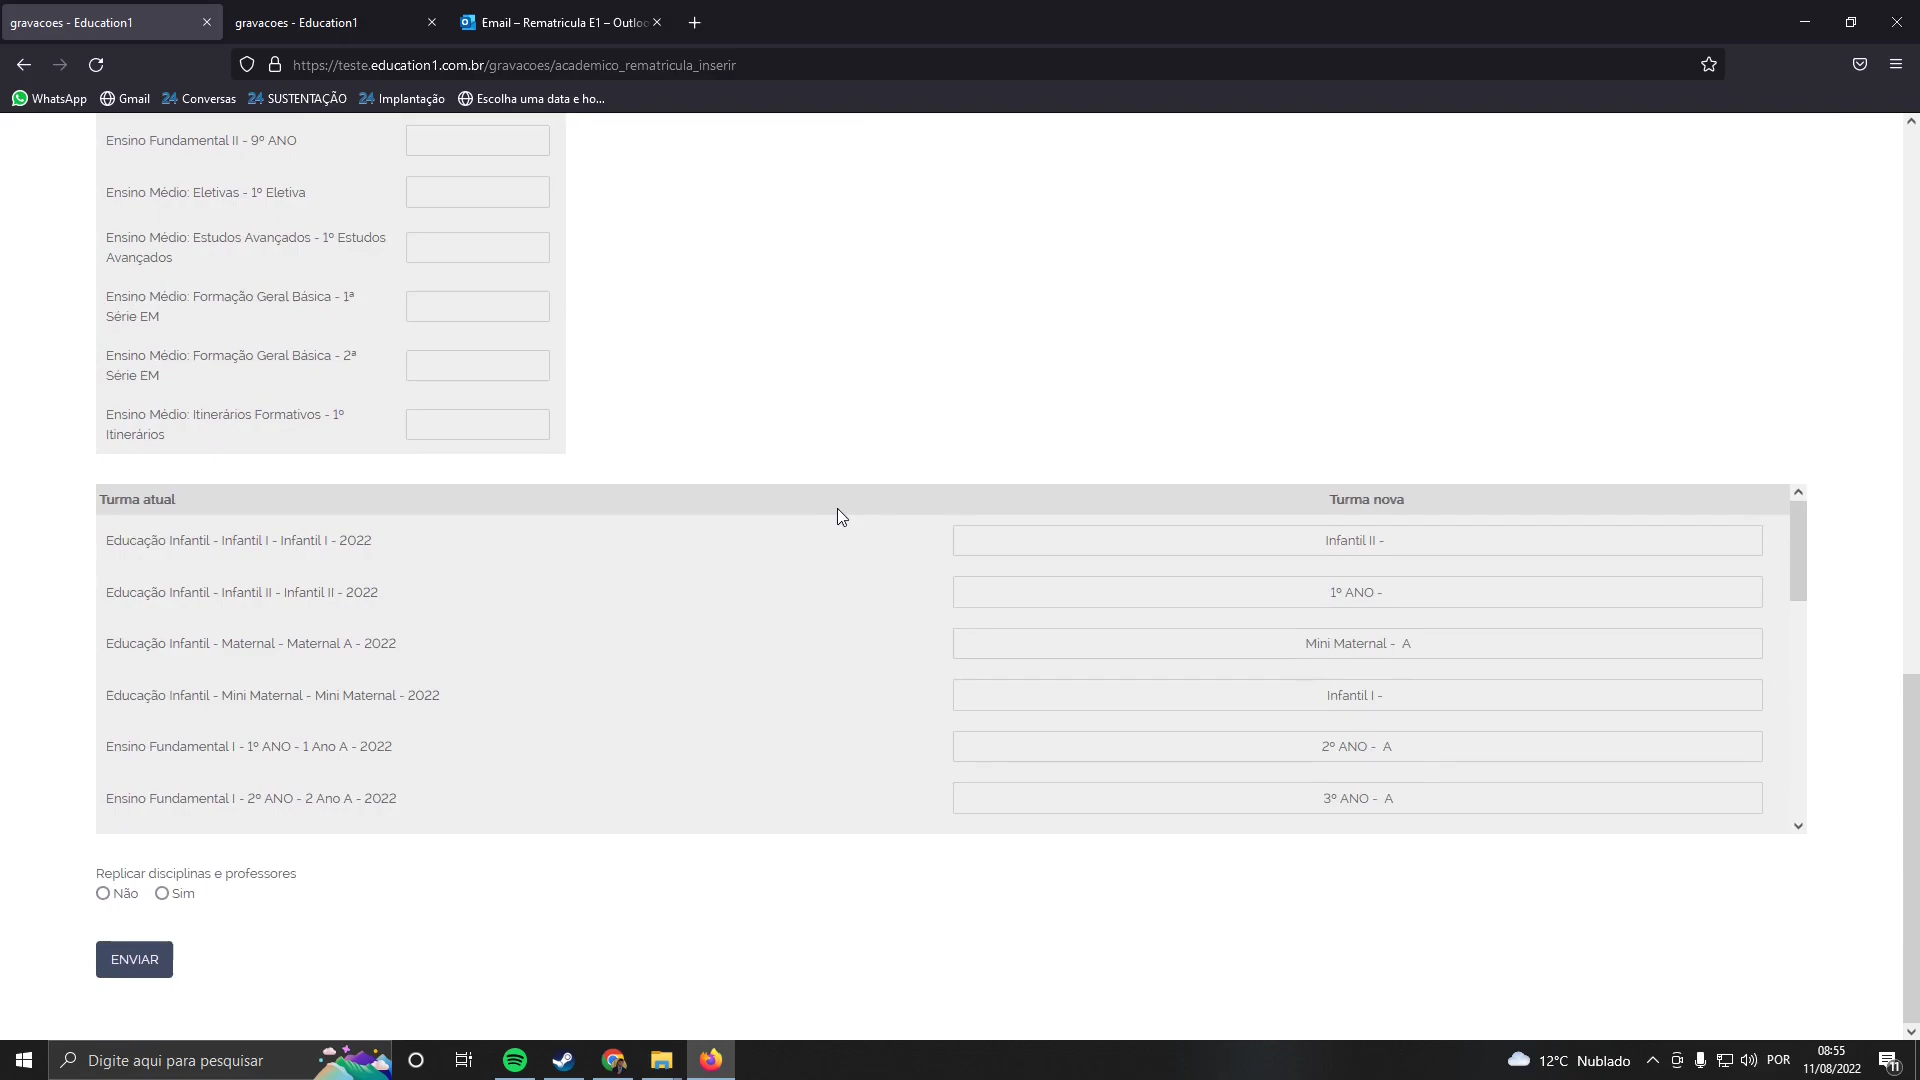 gravacoes - Education1
gravacoes - Education1
Email – Rematricula E1 – Outlo
https://teste.education1.com.br/gravacoes/academico_rematricula_inserir
WhatsApp
Gmail
24 Conversas
24 SUSTENTAÇÃO
24 Implantação
Escolha uma data e ho...
Ensino Fundamental II - 9º ANO
Ensino Médio: Eletivas - 1º Eletiva
Ensino Médio: Estudos Avançados - 1º Estudos
Avançados
Ensino Médio: Formação Geral Básica - 1ª
Série EM
Ensino Médio: Formação Geral Básica - 2ª
Série EM
Ensino Médio: Itinerários Formativos - 1º
Itinerários
Turma atual
Turma nova
Educação Infantil - Infantil I - Infantil I - 2022
Infantil II -
Educação Infantil - Infantil II - Infantil II - 2022
1º ANO -
Educação Infantil - Maternal - Maternal A - 2022
Mini Maternal - A
Educação Infantil - Mini Maternal - Mini Maternal - 2022
Infantil I -
Ensino Fundamental I - 1º ANO - 1 Ano A - 2022
2º ANO - A
Ensino Fundamental I - 2º ANO - 2 Ano A - 2022
3º ANO - A
Replicar disciplinas e professores
Não
Sim
ENVIAR
Digite aqui para pesquisar
12°C Nublado
POR
08:55
11/08/2022
11